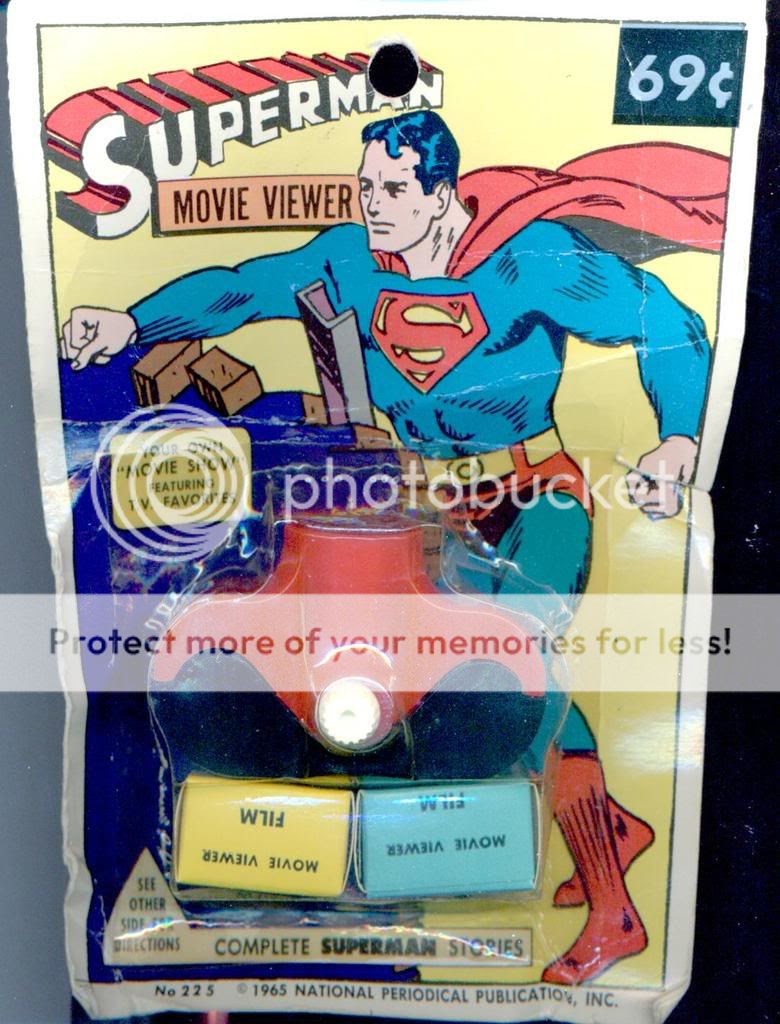 SUPERMAN
69¢
MOVIE VIEWER
S
YOUR OWN
"MOVIE SHOW"
FEATURING
T.V. FAVORITES
photobucket
Protect more of your memories for less!
FILM
MOVIE VIEWER
FILM
MOVIE VIEWER
SEE
OTHER
SIDE FOR
DIRECTIONS
COMPLETE SUPERMAN STORIES
No 225 © 1965 NATIONAL PERIODICAL PUBLICATION, INC.